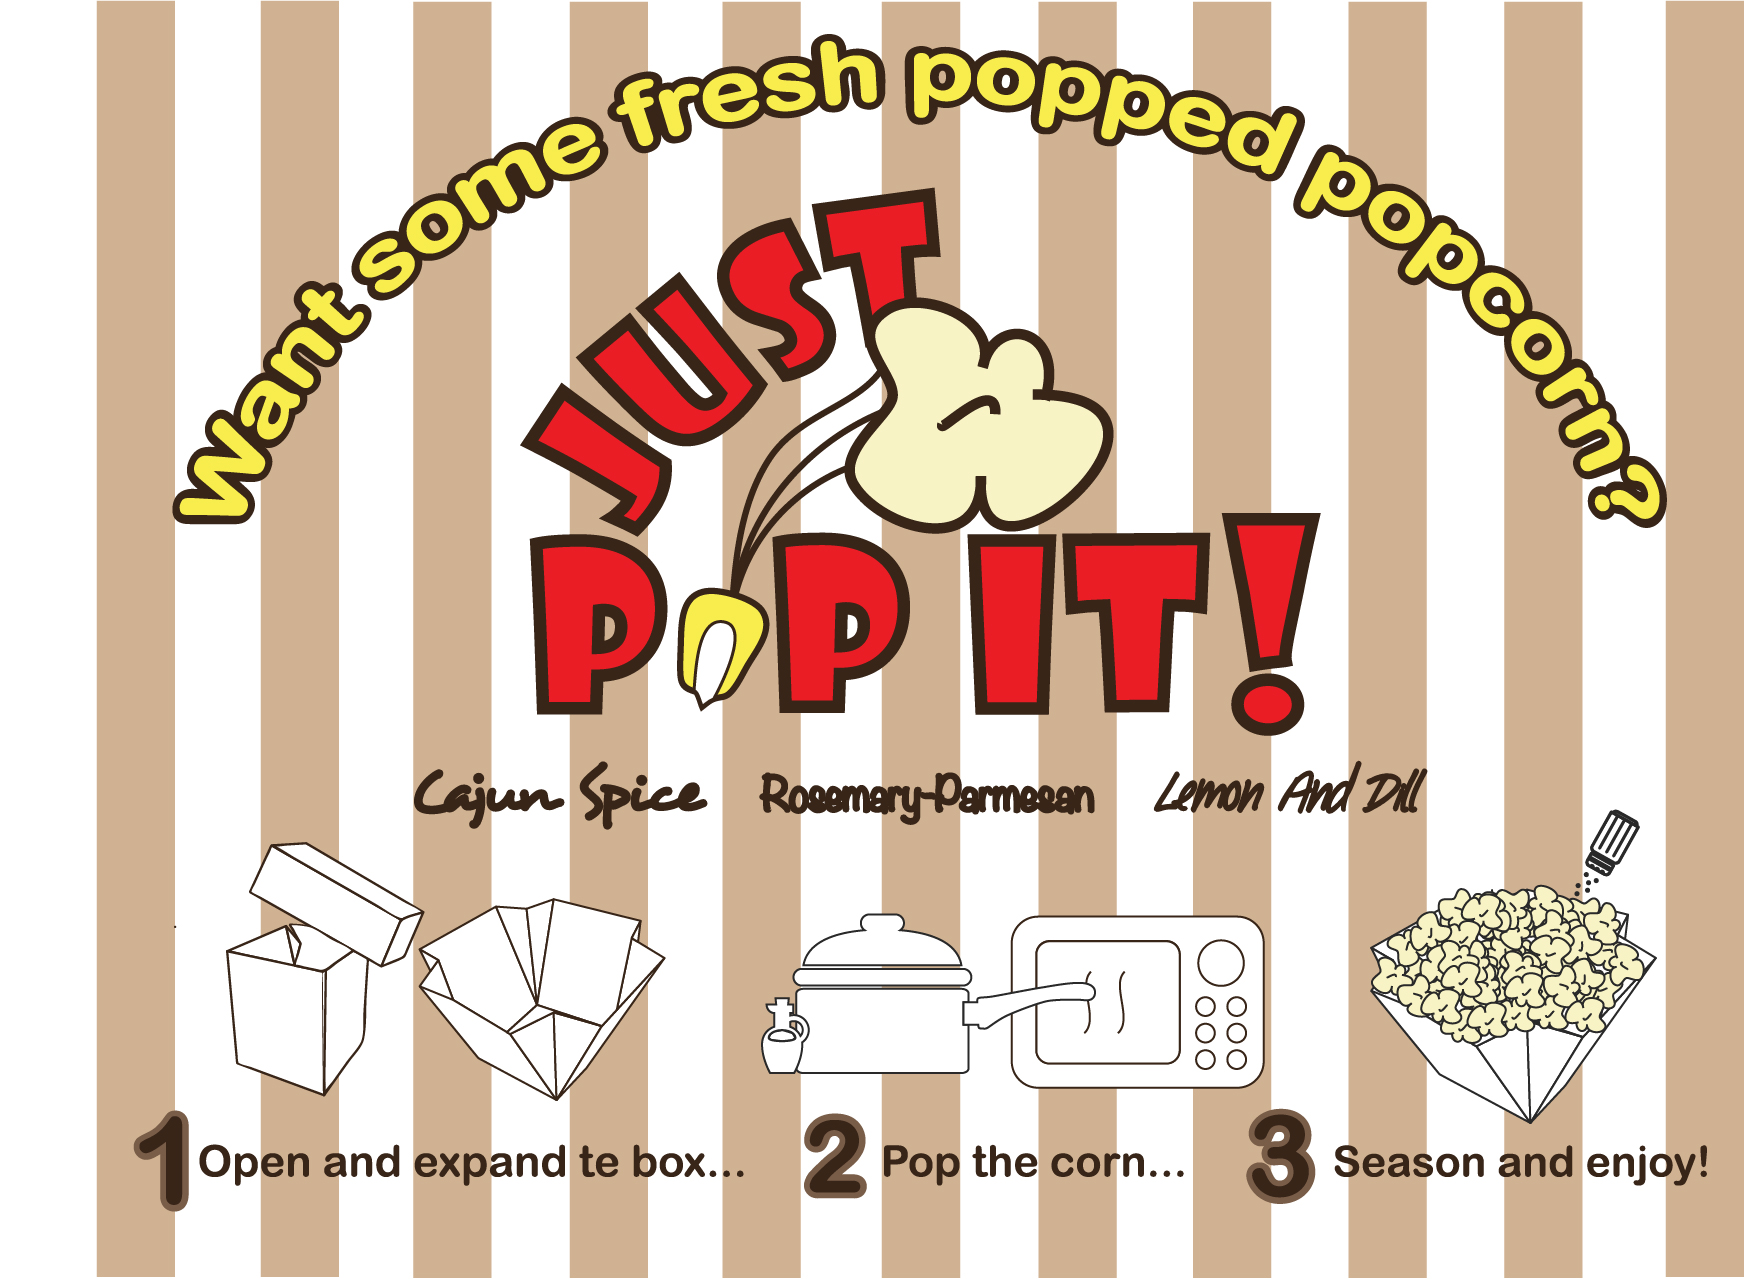 Want some fresh popped popcorn?
JUST
POP IT!
Cajun Spice Rosemary-Parmesan Lemon And Dill
1 Open and expand te box... 2 Pop the corn... 3 Season and enjoy!